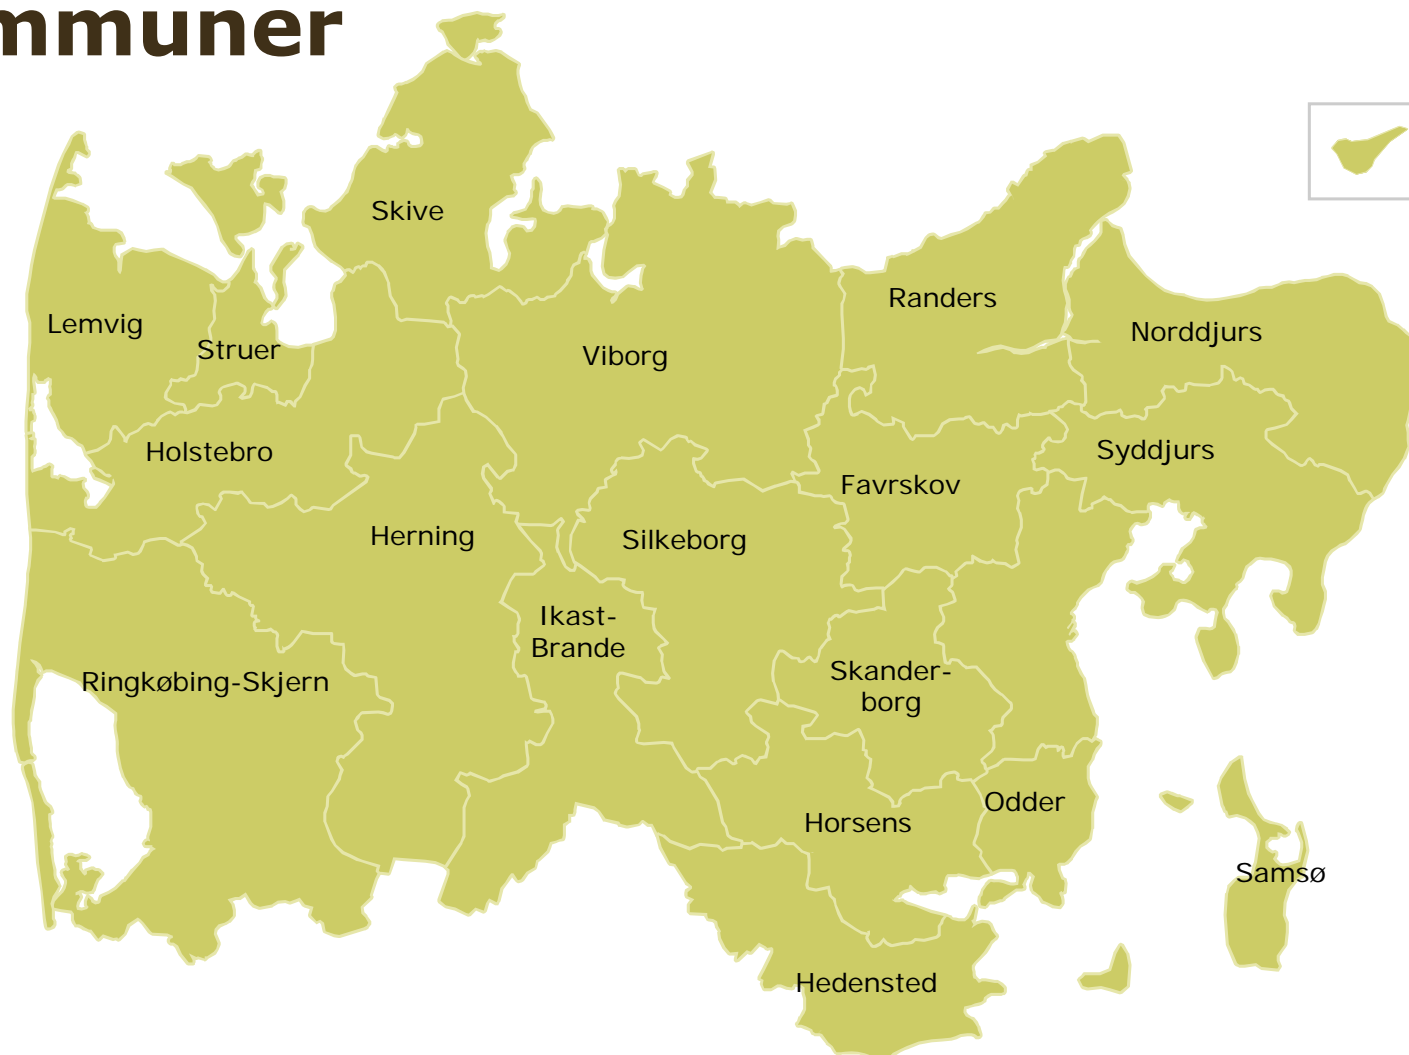 mmuner
Skive
Randers
Lemvig
Norddjurs
Struer
Viborg
Holstebro
Syddjurs
Favrskov
Herning
Silkeborg
Ikast-
Brande
Ringkøbing-Skjern
Skander-
borg
Odder
Horsens
Samsø
Hedensted